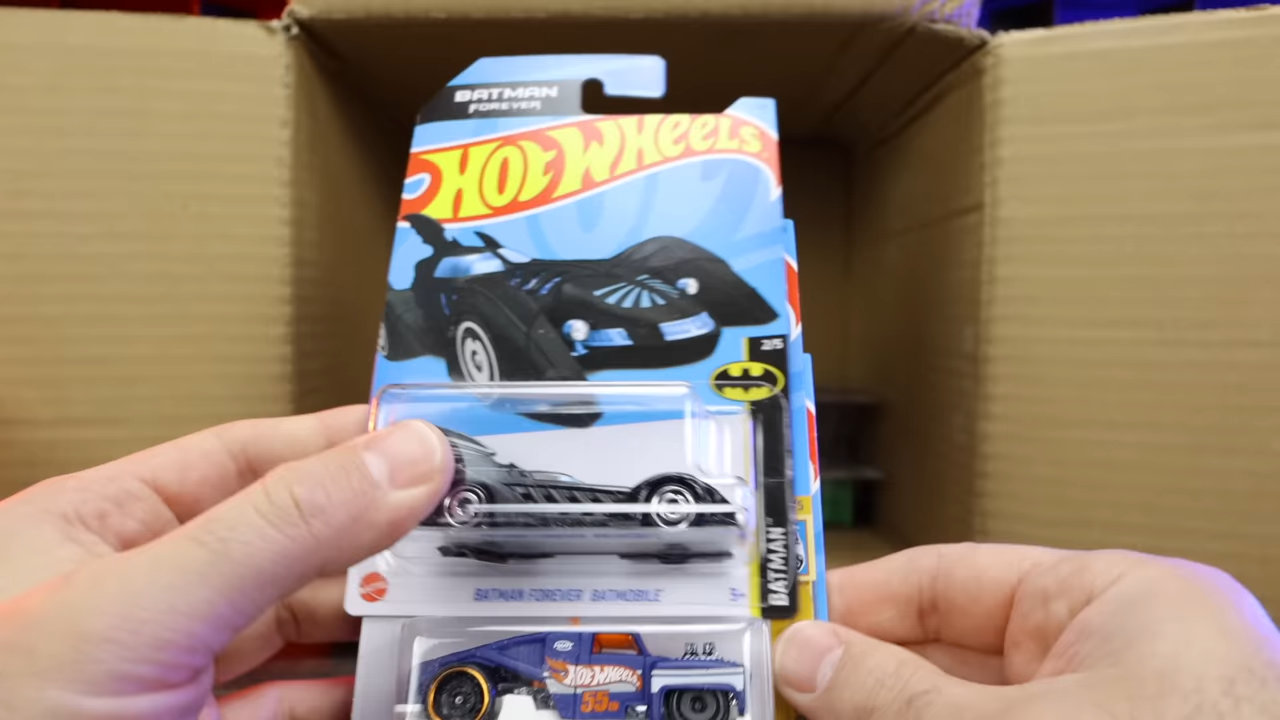 BATMAN
FOREVER
HOT WHEELS
2/5
BATMAN
BATMAN FOREVER BATMOBILE
5+
HOT WHEELS
55